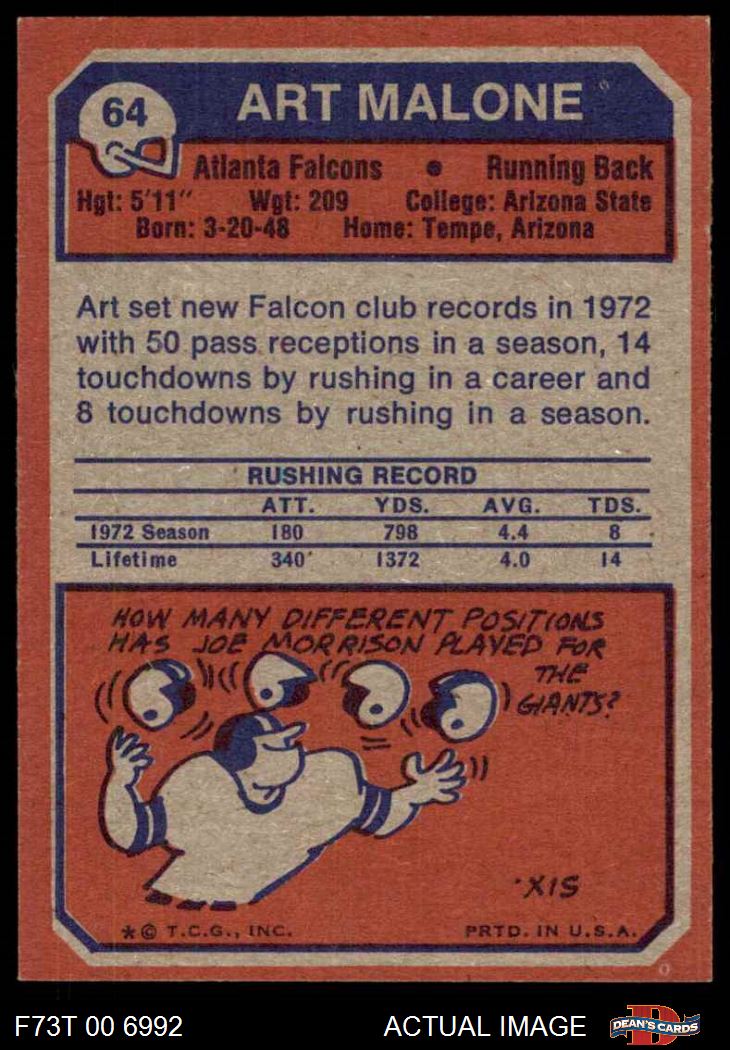 64
ART MALONE
Atlanta Falcons • Running Back
Hgt: 5'11" Wgt: 209 College: Arizona State
Born: 3-20-48 Home: Tempe, Arizona
Art set new Falcon club records in 1972
with 50 pass receptions in a season, 14
touchdowns by rushing in a career and
8 touchdowns by rushing in a season.
RUSHING RECORD
ATT. YDS. AVG. TDS.
1972 Season 180 798 4.4 8
Lifetime 340 1372 4.0 14
HOW MANY DIFFERENT POSITIONS
HAS JOE MORRISON PLAYED FOR
THE
GIANTS?
SIX.
*© T.C.G., INC. PRTD. IN U.S.A.
F73T 00 6992 ACTUAL IMAGE
D
DEAN'S CARDS